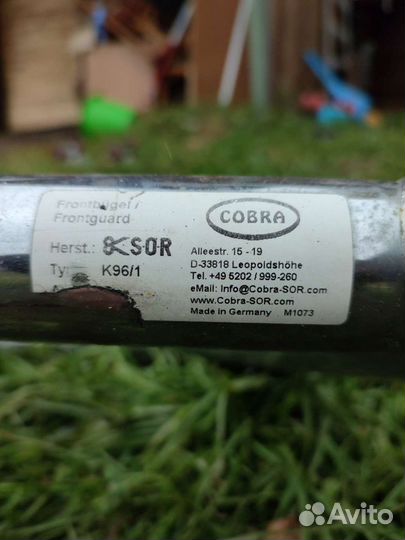 Frontbügel /
Frontguard
COBRA
Herst.: SOR
K96/1
Alleestr. 15 - 19
D-33818 Leopoldshöhe
Tel. +49 5202 / 999-260
eMail: Info@Cobra-SOR.com
www.Cobra-SOR.com
Made in Germany M1073
Avito